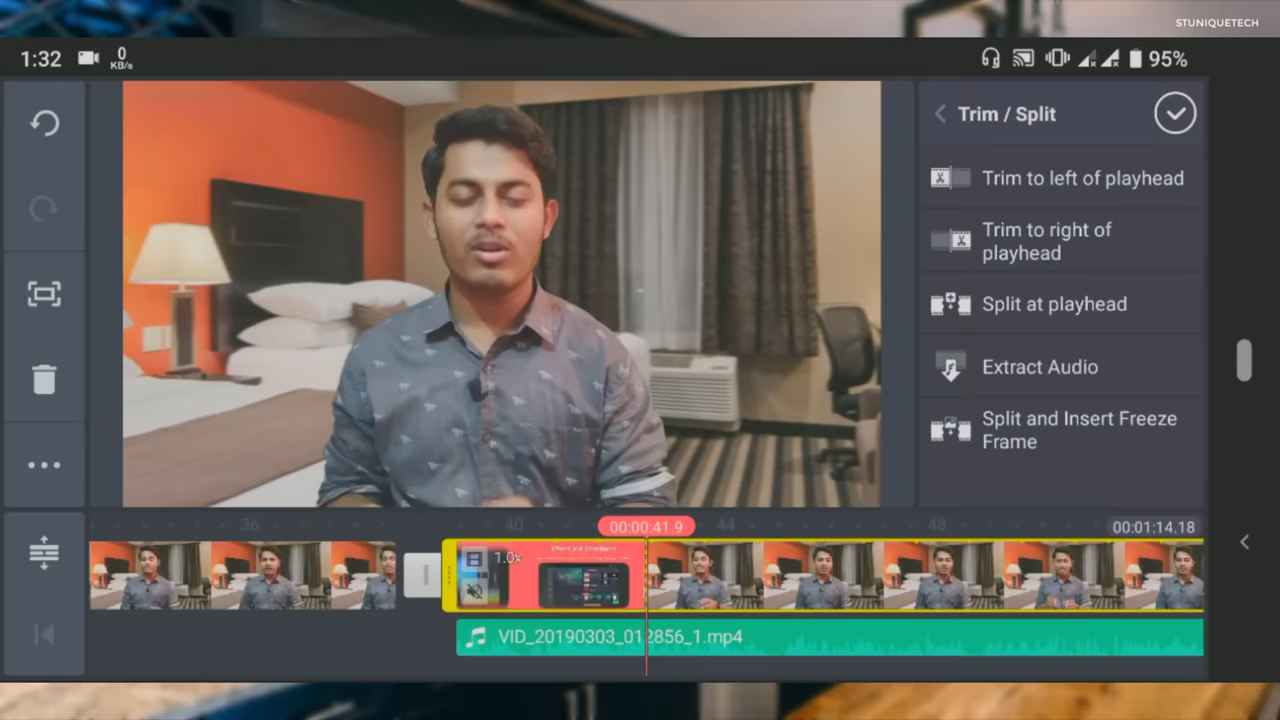 STUNIQUETECH
1:32
0
KB/s
95%
Trim / Split
Trim to left of playhead
Trim to right of
playhead
Split at playhead
Extract Audio
Split and Insert Freeze
Frame
36
40
00:00:41.9
44
48
00:01:14.18
1.0x
VID_20190303_012856_1.mp4